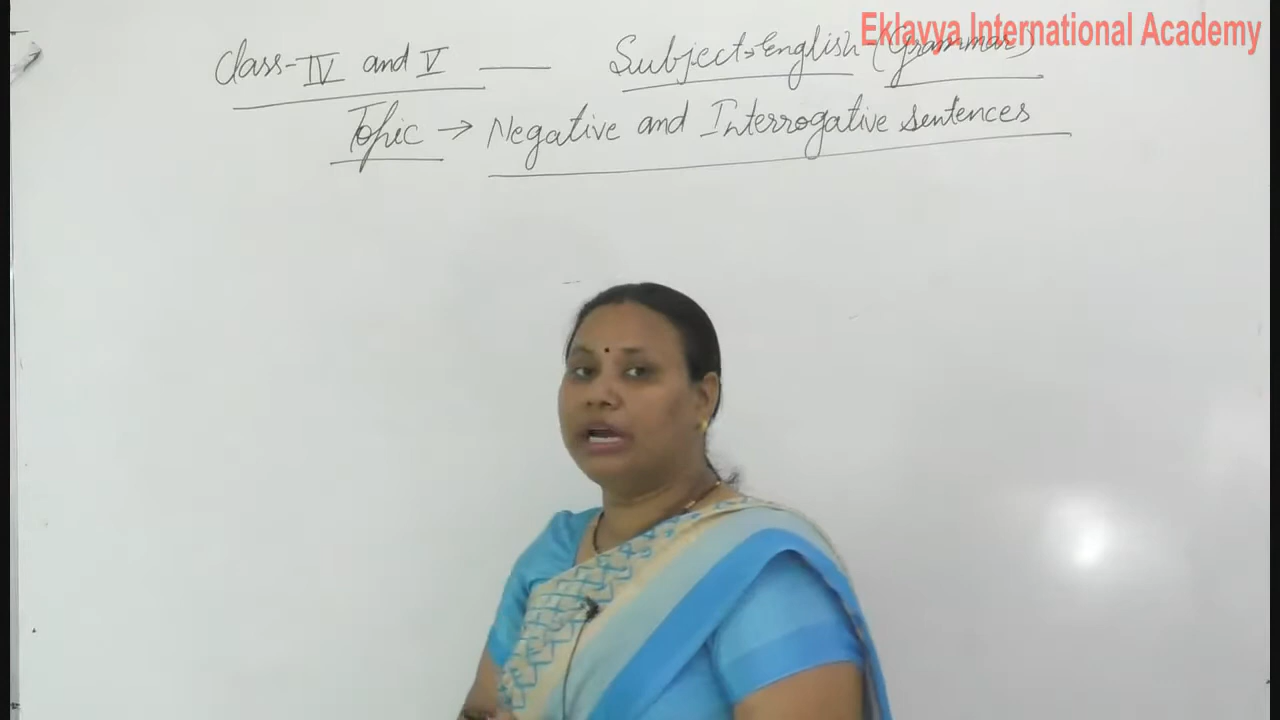 Eklavya International Academy
Class-IV and V — Subject→English (Grammar)
Topic → Negative and Interrogative sentences